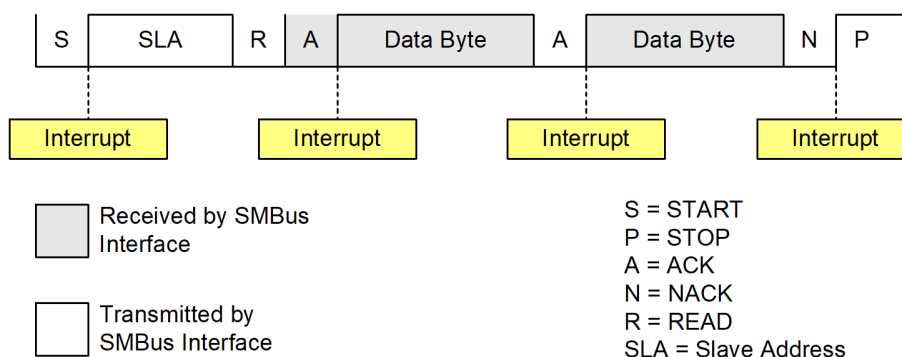 S SLA R A Data Byte A Data Byte N P
Interrupt Interrupt Interrupt Interrupt
Received by SMBus
Interface
Transmitted by
SMBus Interface
S = START
P = STOP
A = ACK
N = NACK
R = READ
SLA = Slave Address